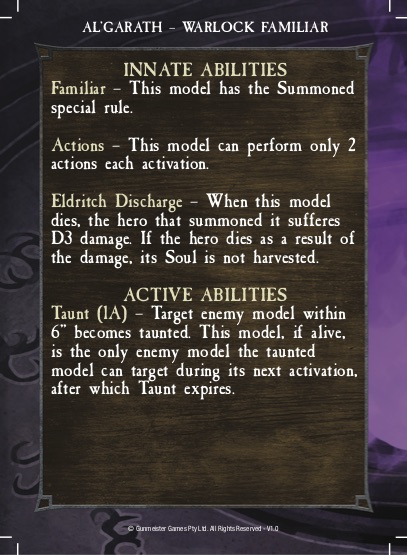 AL'GARATH – WARLOCK FAMILIAR
INNATE ABILITIES
Familiar – This model has the Summoned
special rule.
Actions – This model can perform only 2
actions each activation.
Eldritch Discharge – When this model
dies, the hero that summoned it sufferes
D3 damage. If the hero dies as a result of
the damage, its Soul is not harvested.
ACTIVE ABILITIES
Taunt (1A) – Target enemy model within
6” becomes taunted. This model, if alive,
is the only enemy model the taunted
model can target during its next activation,
after which Taunt expires.
© Gunmeister Games Pty Ltd. All Rights Reserved - V1.0